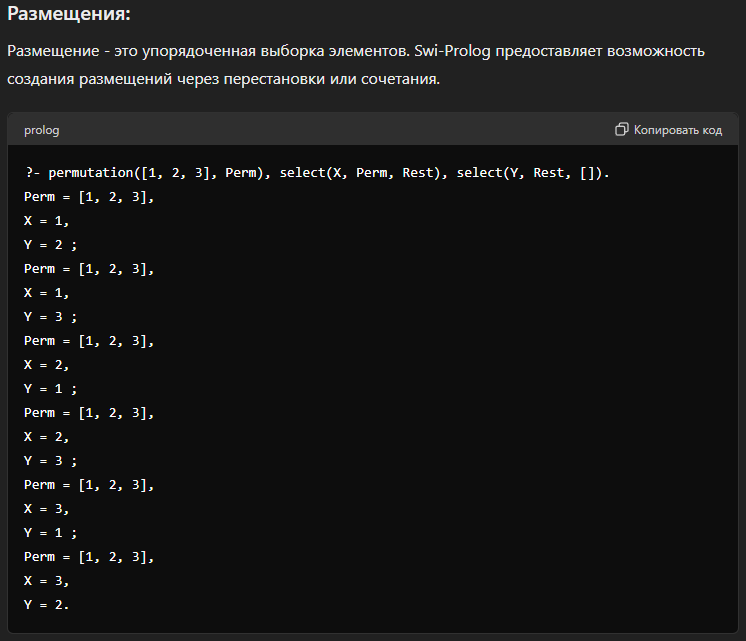 Размещения:
Размещение - это упорядоченная выборка элементов. Swi-Prolog предоставляет возможность
создания размещений через перестановки или сочетания.
prolog
Копировать код
?- permutation([1, 2, 3], Perm), select(X, Perm, Rest), select(Y, Rest, []).
Perm = [1, 2, 3],
X = 1,
Y = 2 ;
Perm = [1, 2, 3],
X = 1,
Y = 3 ;
Perm = [1, 2, 3],
X = 2,
Y = 1 ;
Perm = [1, 2, 3],
X = 2,
Y = 3 ;
Perm = [1, 2, 3],
X = 3,
Y = 1 ;
Perm = [1, 2, 3],
X = 3,
Y = 2.